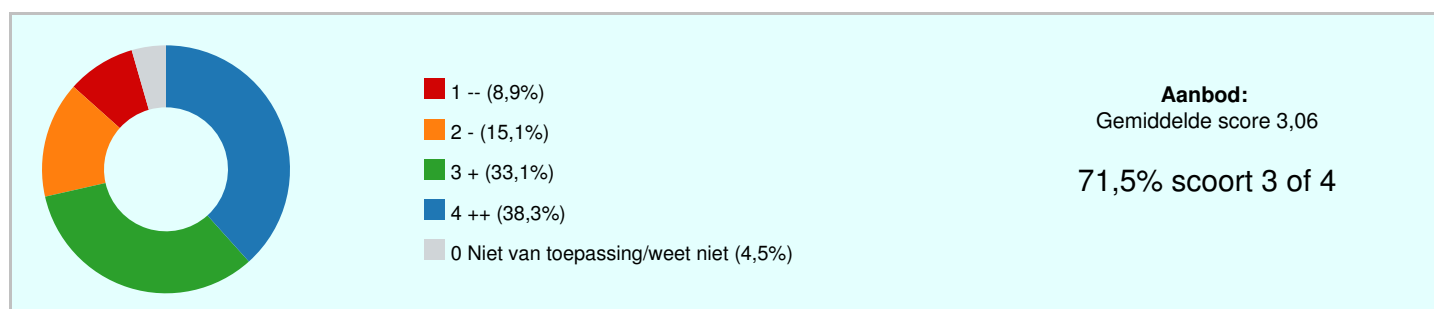 1 -- (8,9%)
2 - (15,1%)
3 + (33,1%)
4 ++ (38,3%)
0 Niet van toepassing/weet niet (4,5%)
Aanbod:
Gemiddelde score 3,06
71,5% scoort 3 of 4